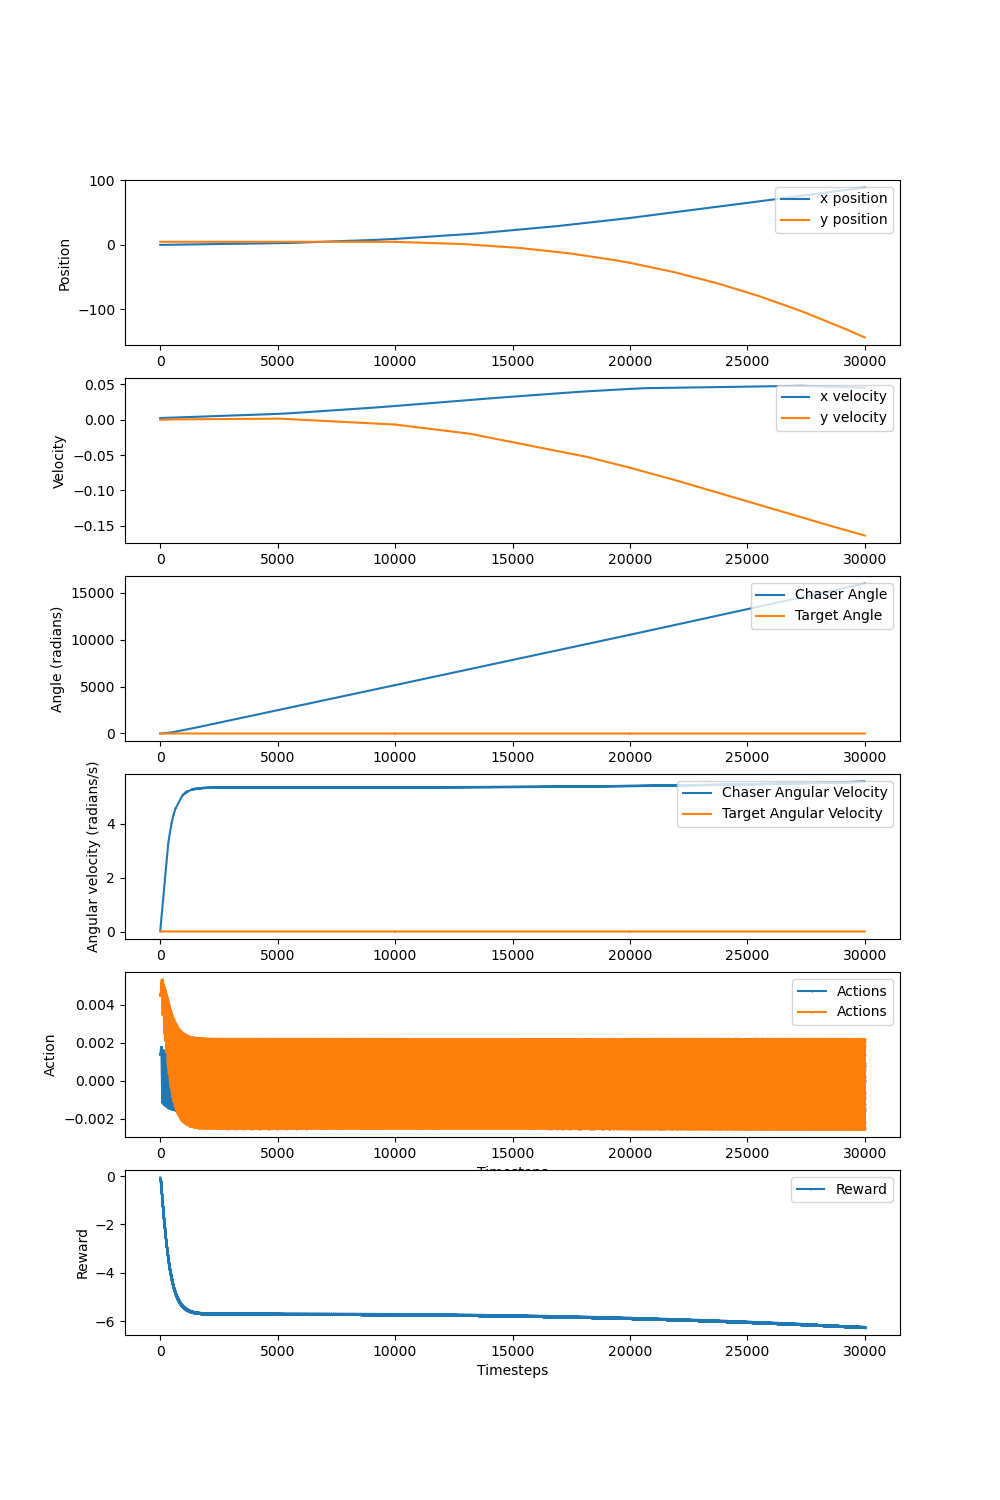 100
0
−100
Position
x position
y position
0 5000 10000 15000 20000 25000 30000
0.05
0.00
−0.05
−0.10
−0.15
Velocity
x velocity
y velocity
0 5000 10000 15000 20000 25000 30000
15000
10000
5000
0
Angle (radians)
Chaser Angle
Target Angle
0 5000 10000 15000 20000 25000 30000
4
2
0
Angular velocity (radians/s)
Chaser Angular Velocity
Target Angular Velocity
0 5000 10000 15000 20000 25000 30000
0.004
0.002
0.000
−0.002
Action
Actions
Actions
0 5000 10000 15000 20000 25000 30000
Timesteps
0
−2
−4
−6
Reward
Reward
0 5000 10000 15000 20000 25000 30000
Timesteps